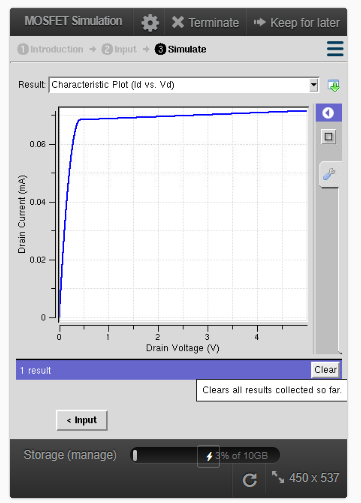 MOSFET Simulation Terminate Keep for later
1 Introduction 2 Input 3 Simulate
Result: Characteristic Plot (Id vs. Vd)
Drain Current (mA)
0.06
0.04
0.02
0
0 1 2 3 4
Drain Voltage (V)
1 result Clear
Clears all results collected so far.
< Input
Storage (manage) 3% of 10GB
450 x 537